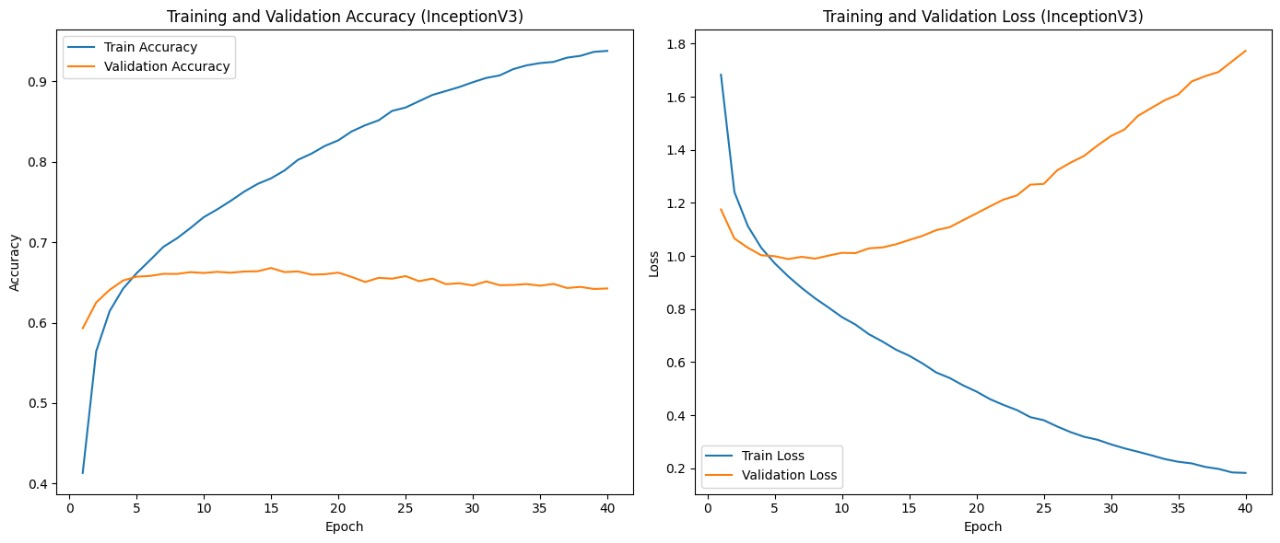 Training and Validation Accuracy (InceptionV3)
Train Accuracy
Validation Accuracy
0.9
0.8
0.7
0.6
0.5
0.4
Accuracy
0 5 10 15 20 25 30 35 40
Epoch
Training and Validation Loss (InceptionV3)
1.8
1.6
1.4
1.2
1.0
0.8
0.6
0.4
0.2
Loss
Train Loss
Validation Loss
0 5 10 15 20 25 30 35 40
Epoch